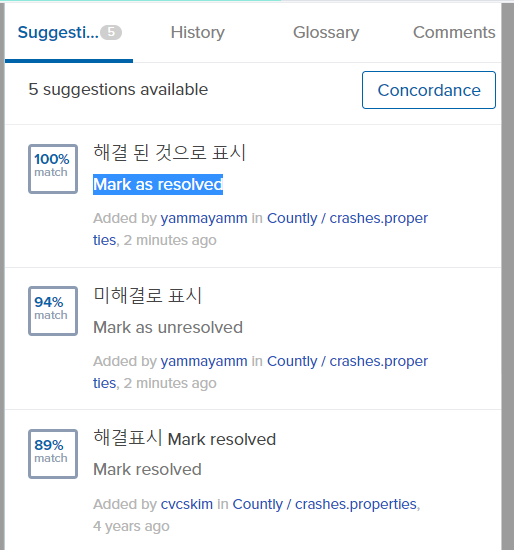 Suggesti... 5 History Glossary Comments
5 suggestions available Concordance
100% match
해결 된 것으로 표시
Mark as resolved
Added by yammayamm in Countly / crashes.proper
ties, 2 minutes ago
94% match
미해결로 표시
Mark as unresolved
Added by yammayamm in Countly / crashes.proper
ties, 2 minutes ago
89% match
해결표시 Mark resolved
Mark resolved
Added by cvcskim in Countly / crashes.properties,
4 years ago